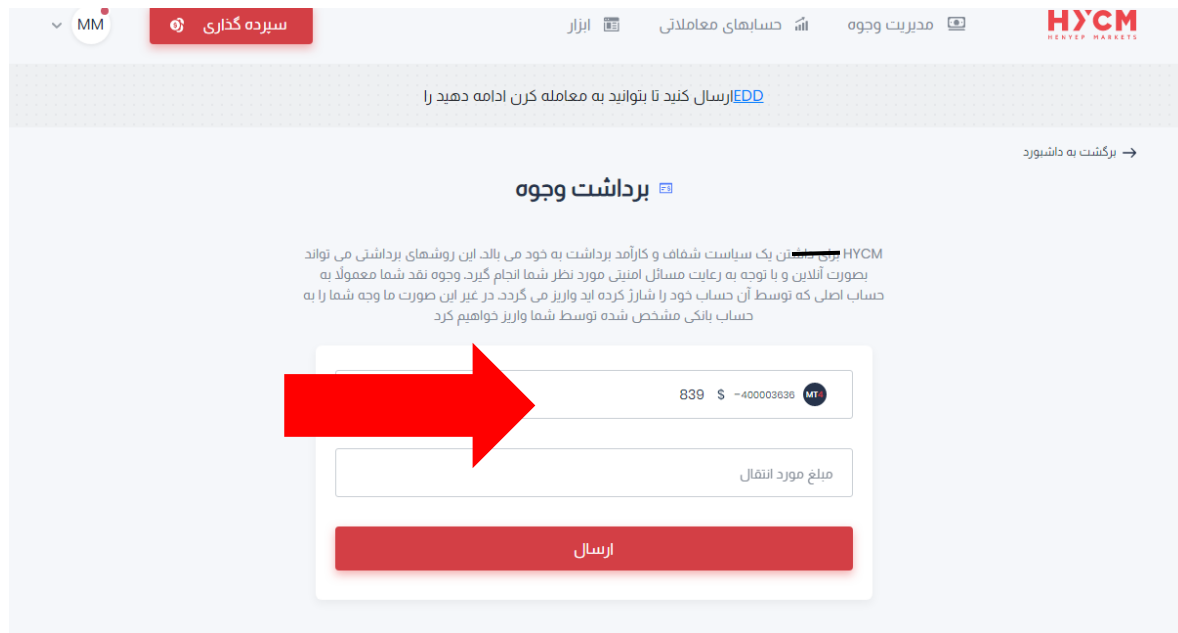 HYCM
HENYEP MARKETS
مدیریت وجوه
حسابهای معاملاتی
ابزار
سپرده گذاری
MM
EDDارسال کنید تا بتوانید به معامله کرن ادامه دهید را
برگشت به داشبورد
برداشت وجوه
HYCM برای داشتن یک سیاست شفاف و کارآمد برداشت به خود می بالد. این روشهای برداشتی می تواند
بصورت آنلاین و با توجه به رعایت مسائل امنیتی مورد نظر شما انجام گیرد. وجوه نقد شما معمولاً به
حساب اصلی که توسط آن حساب خود را شارژ کرده اید واریز می گردد. در غیر این صورت ما وجه شما را به
حساب بانکی مشخص شده توسط شما واریز خواهیم کرد
MT4 400003636- $ 839
مبلغ مورد انتقال
ارسال